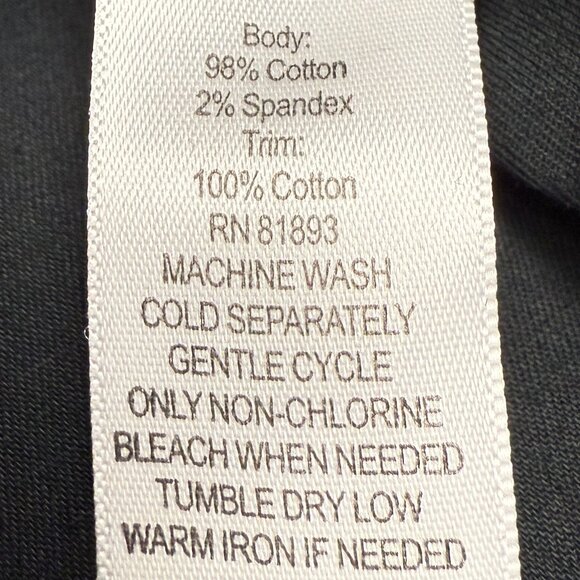 Body:
98% Cotton
2% Spandex
Trim:
100% Cotton
RN 81893
MACHINE WASH
COLD SEPARATELY
GENTLE CYCLE
ONLY NON-CHLORINE
BLEACH WHEN NEEDED
TUMBLE DRY LOW
WARM IRON IF NEEDED